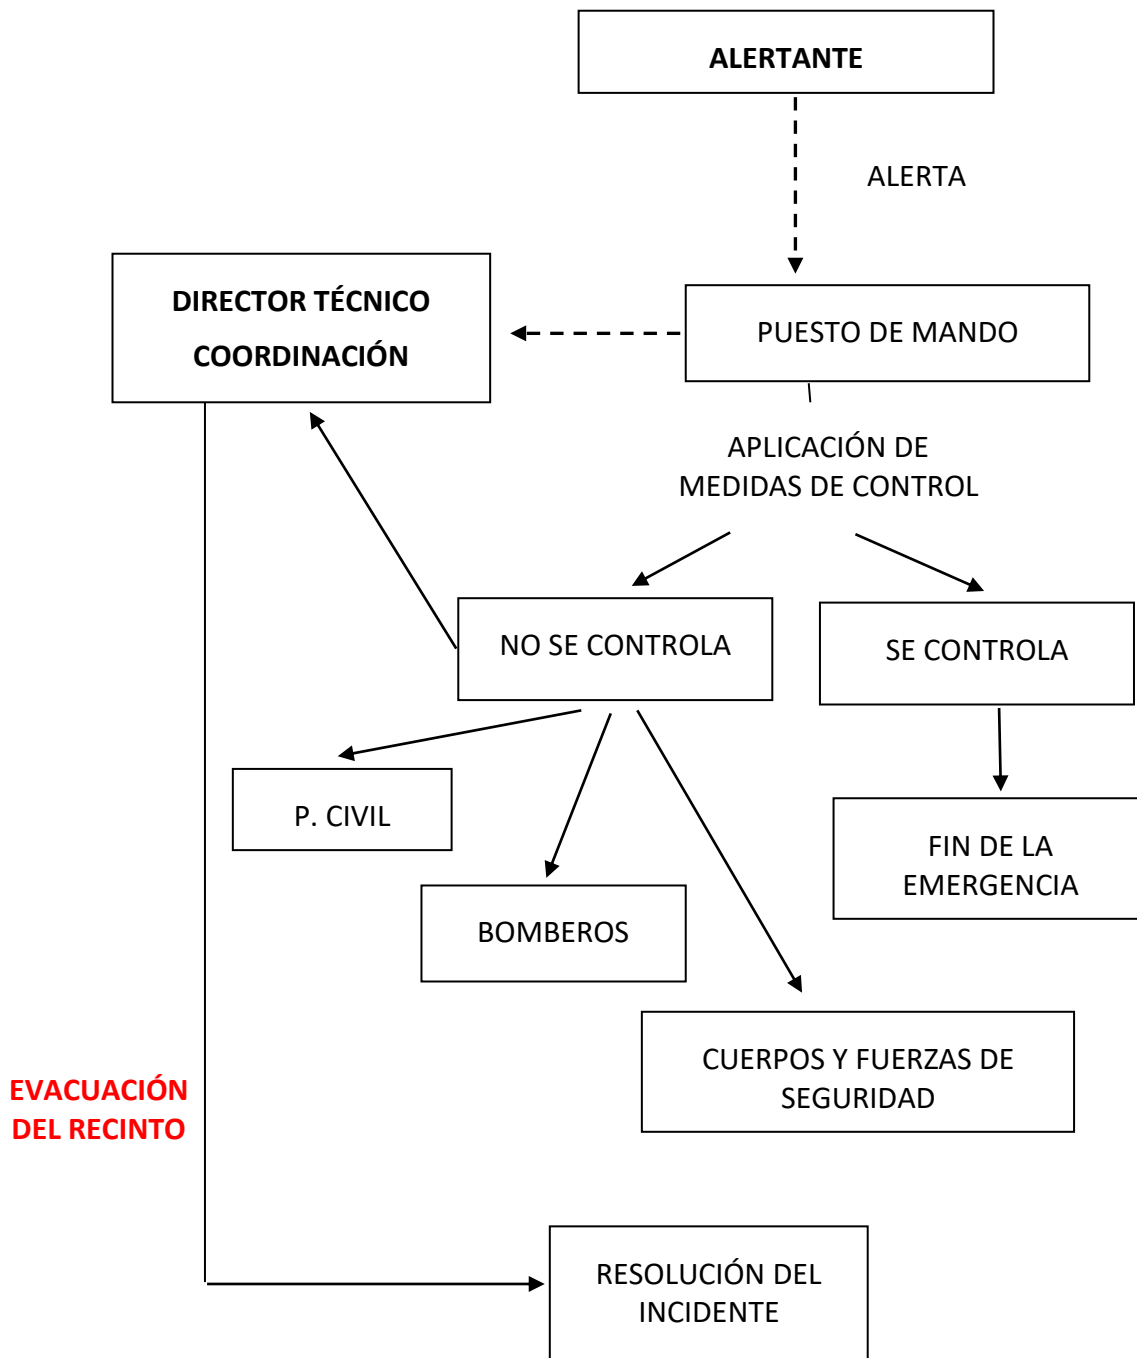 ALERTANTE
ALERTA
DIRECTOR TÉCNICO
COORDINACIÓN
PUESTO DE MANDO
APLICACIÓN DE
MEDIDAS DE CONTROL
NO SE CONTROLA
SE CONTROLA
P. CIVIL
FIN DE LA
EMERGENCIA
BOMBEROS
CUERPOS Y FUERZAS DE
SEGURIDAD
EVACUACIÓN
DEL RECINTO
RESOLUCIÓN DEL
INCIDENTE